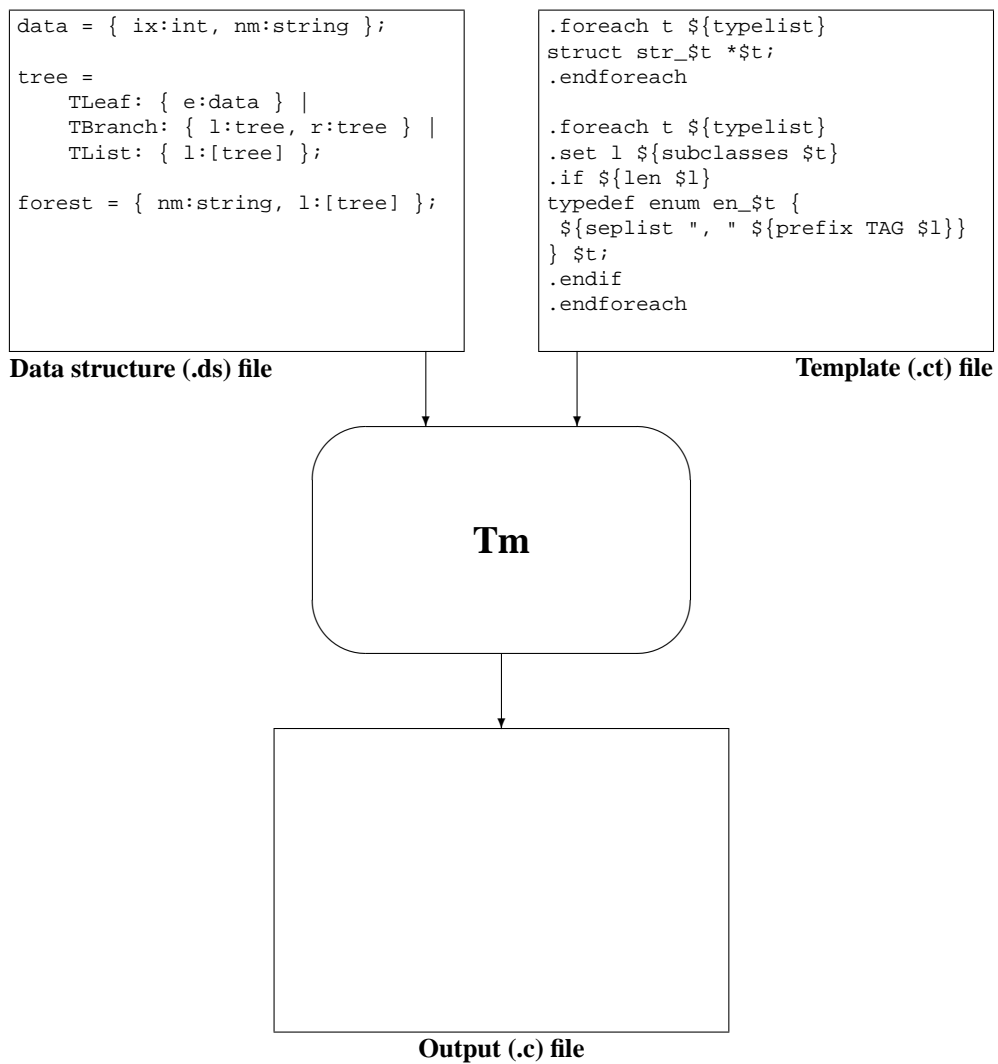 data = { ix:int, nm:string };
tree =
    TLeaf: { e:data } |
    TBranch: { l:tree, r:tree } |
    TList: { l:[tree] };
forest = { nm:string, l:[tree] };
Data structure (.ds) file
.foreach t ${typelist}
struct str_$t *$t;
.endforeach
.foreach t ${typelist}
.set l ${subclasses $t}
.if ${len $l}
typedef enum en_$t {
 ${seplist ", " ${prefix TAG $l}}
} $t;
.endif
.endforeach
Template (.ct) file
Tm
Output (.c) file